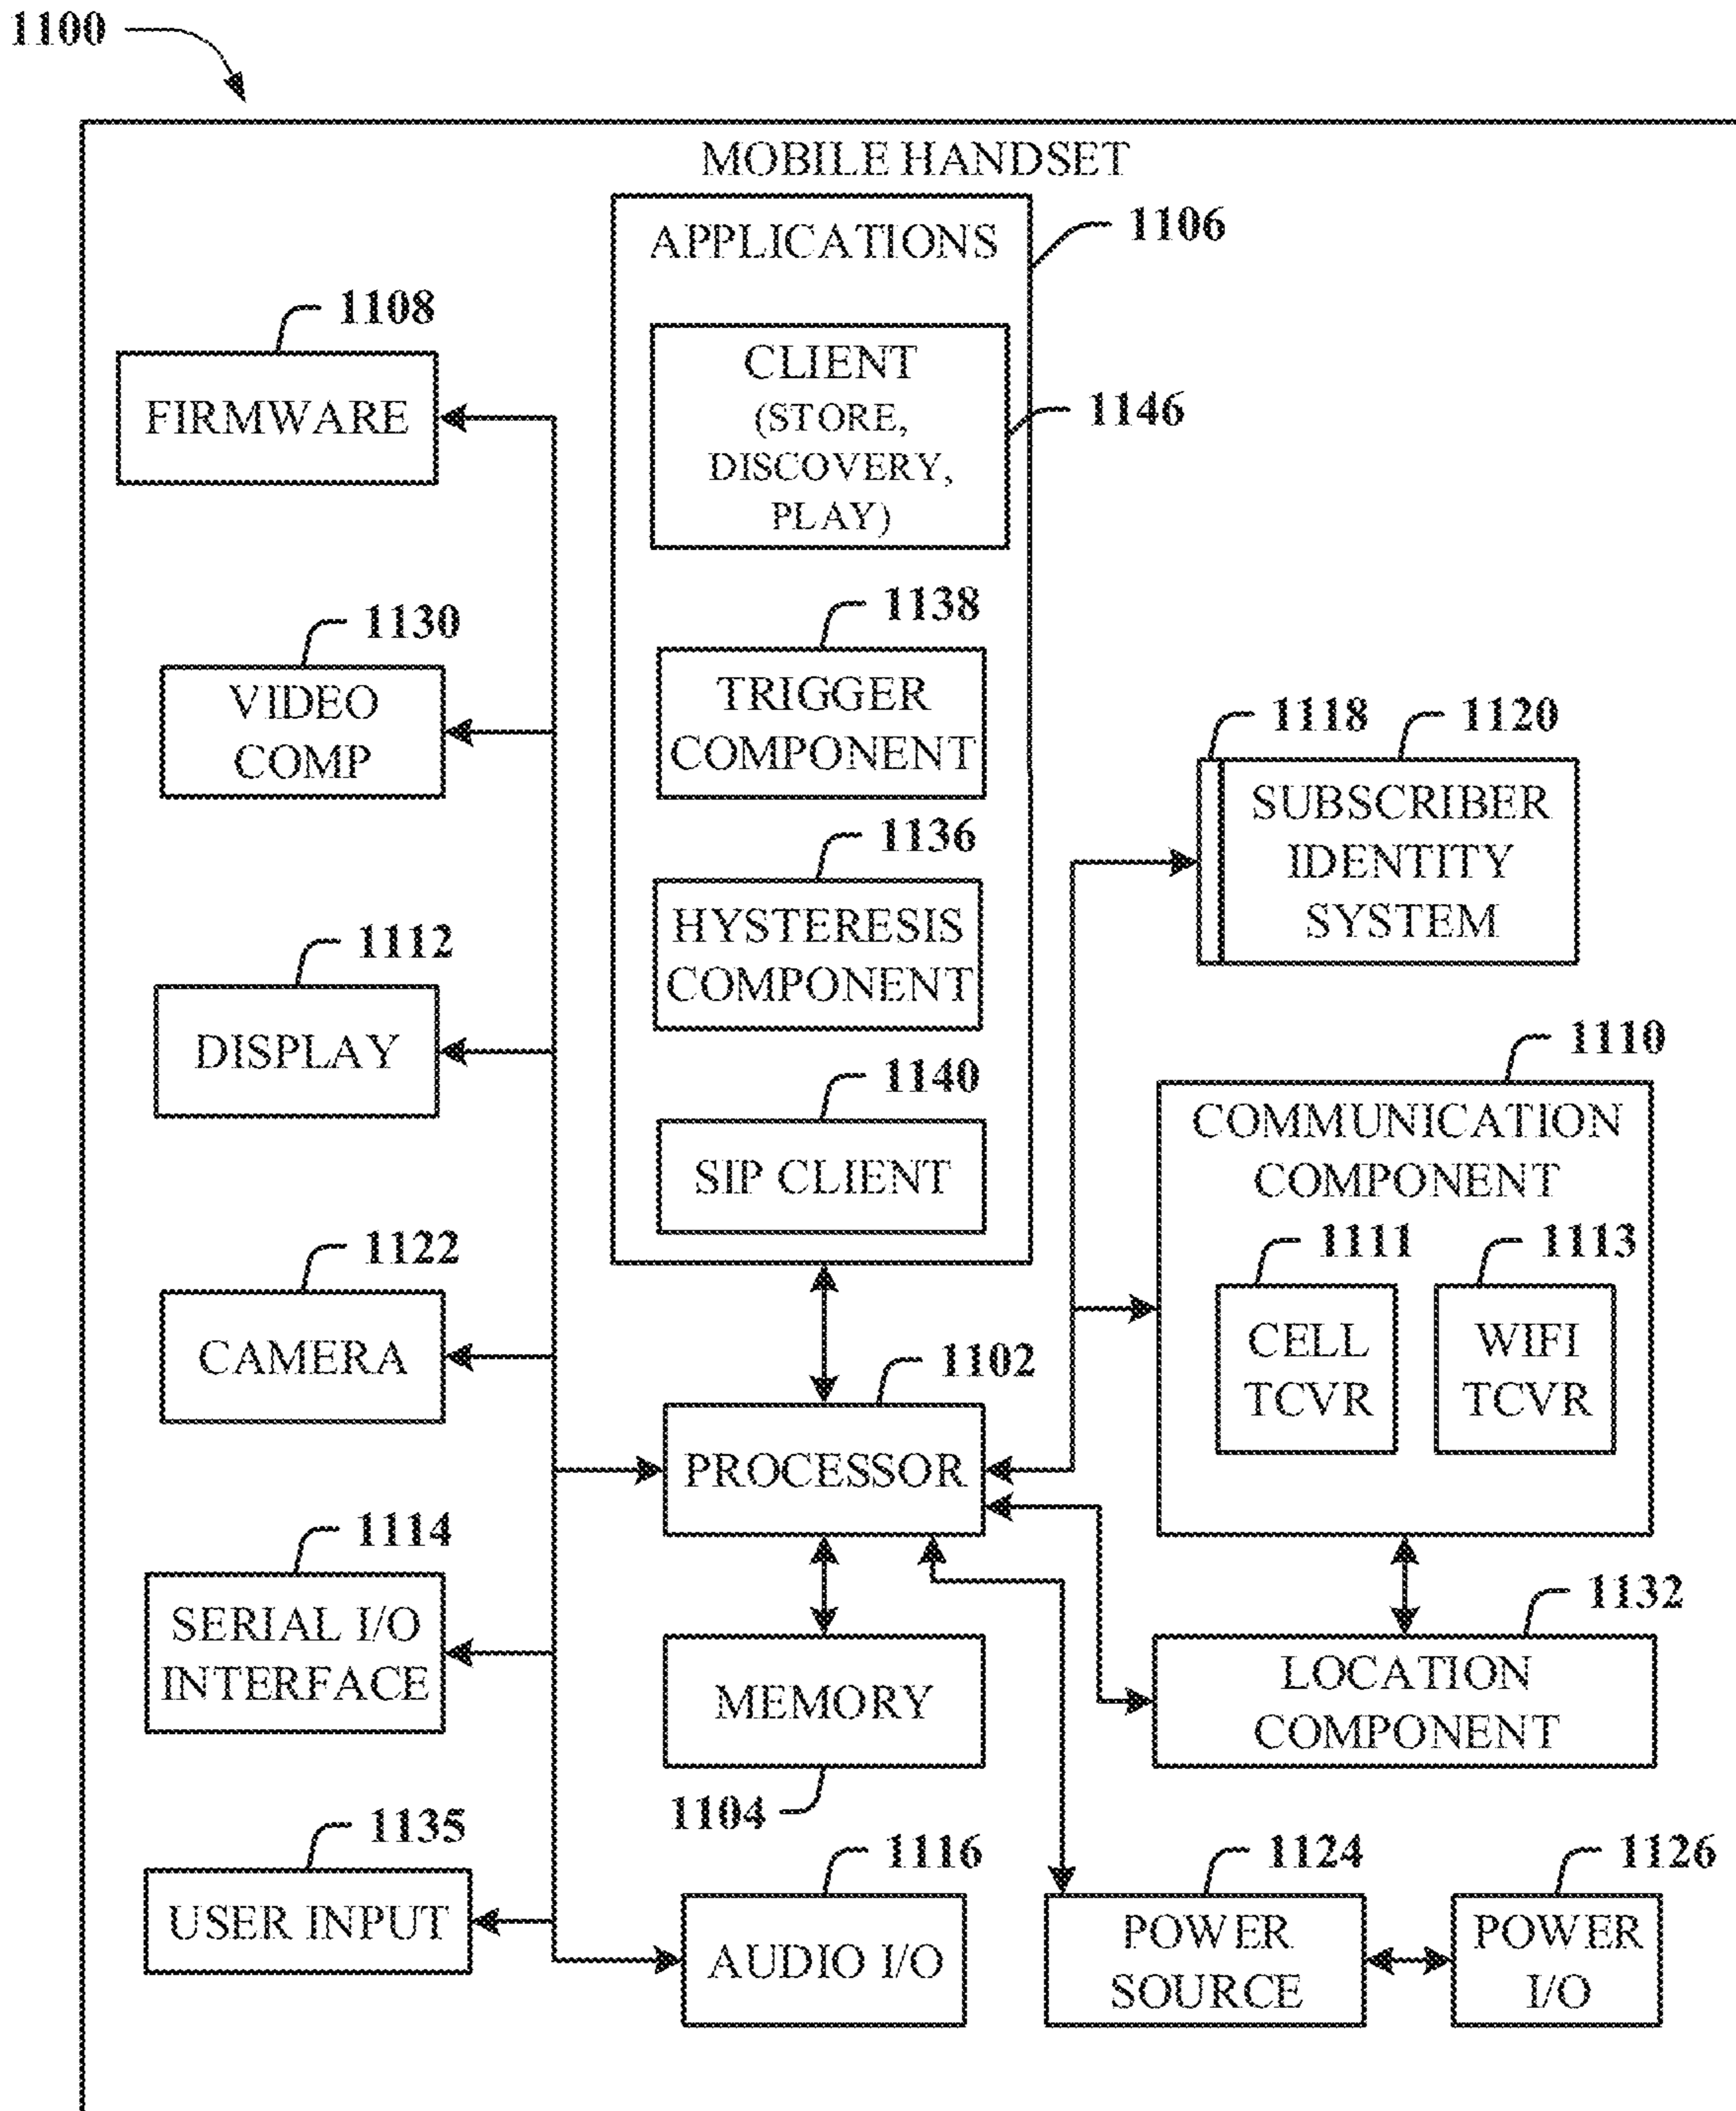 1100
MOBILE HANDSET
APPLICATIONS
1106
1108
FIRMWARE
CLIENT
(STORE,
DISCOVERY,
PLAY)
1146
1130
VIDEO
COMP
1138
TRIGGER
COMPONENT
1136
HYSTERESIS
COMPONENT
1118
1120
SUBSCRIBER
IDENTITY
SYSTEM
1112
DISPLAY
1140
SIP CLIENT
1110
COMMUNICATION
COMPONENT
1111
CELL
TCVR
1113
WIFI
TCVR
1122
CAMERA
1102
PROCESSOR
1114
SERIAL I/O
INTERFACE
MEMORY
1104
1132
LOCATION
COMPONENT
1135
USER INPUT
1116
AUDIO I/O
1124
POWER
SOURCE
1126
POWER
I/O